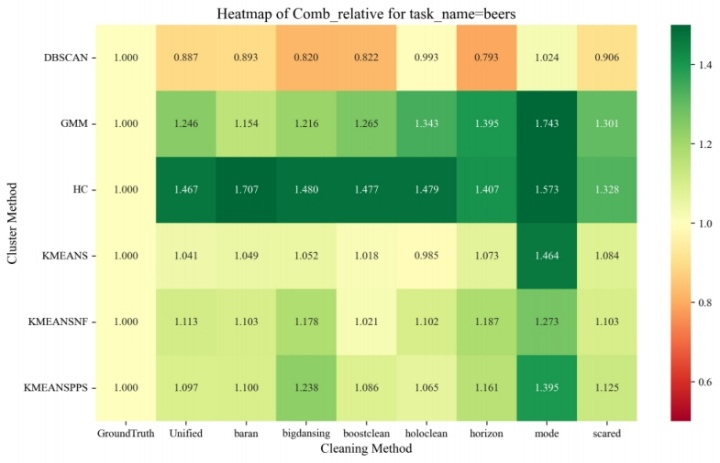 Heatmap of Comb_relative for task_name=beers
Cluster Method
DBSCAN 1.000 0.887 0.893 0.820 0.822 0.993 0.793 1.024 0.906
GMM 1.000 1.246 1.154 1.216 1.265 1.343 1.395 1.743 1.301
HC 1.000 1.467 1.707 1.480 1.477 1.479 1.407 1.573 1.328
KMEANS 1.000 1.041 1.049 1.052 1.018 0.985 1.073 1.464 1.084
KMEANSNF 1.000 1.113 1.103 1.178 1.021 1.102 1.187 1.273 1.103
KMEANSPPS 1.000 1.097 1.100 1.238 1.086 1.065 1.161 1.395 1.125
GroundTruth Unified baran bigdansing boostclean holoclean horizon mode scared
Cleaning Method
1.4
1.2
1.0
0.8
0.6